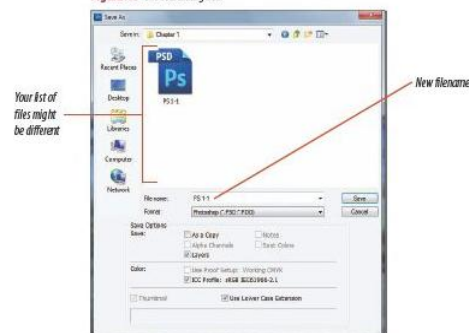 Save As
Save in:
Chapter 1
Recent Places
Desktop
Libraries
Computer
Network
PSD
Ps
PS 1-1
Your list of
files might
be different
New filename
File name:
PS 1-1
Save
Format:
Photoshop (*.PSD;*.PDD)
Cancel
Save Options
Save:
As a Copy
Notes
Alpha Channels
Spot Colors
Layers
Color:
Use Proof Setup: Working CMYK
ICC Profile: sRGB IEC61966-2.1
Thumbnail
Use Lower Case Extension